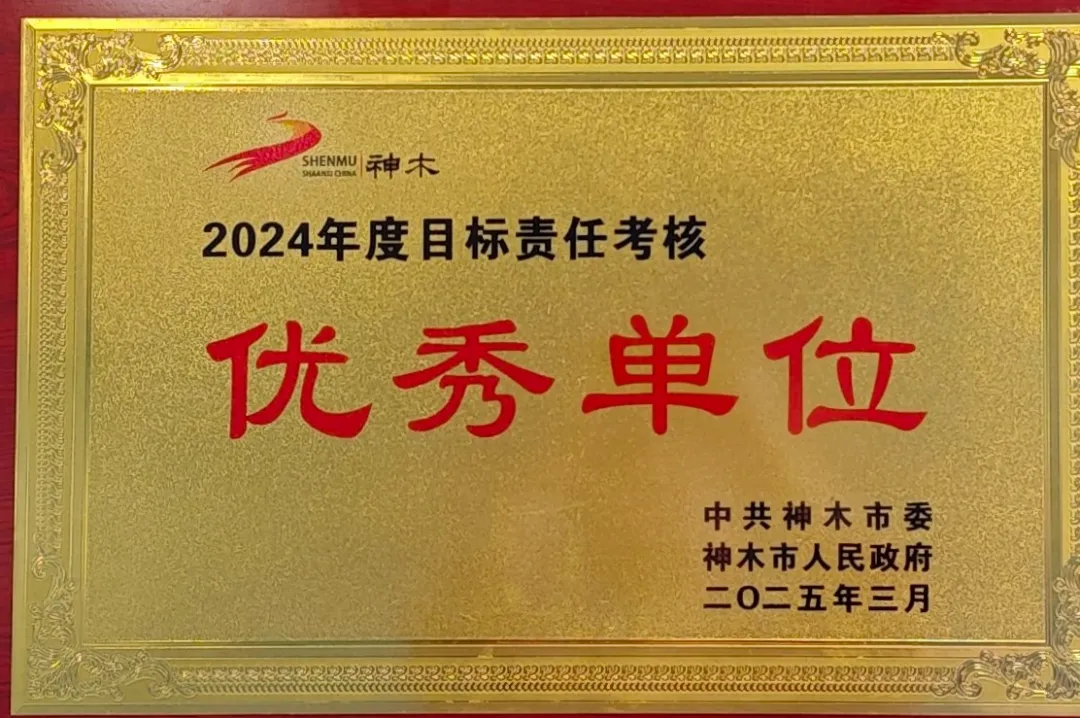 SHENMU
SHAANXI CHINA
神木
2024年度目标责任考核
优秀单位
中共神木市委
神木市人民政府
二〇二五年三月